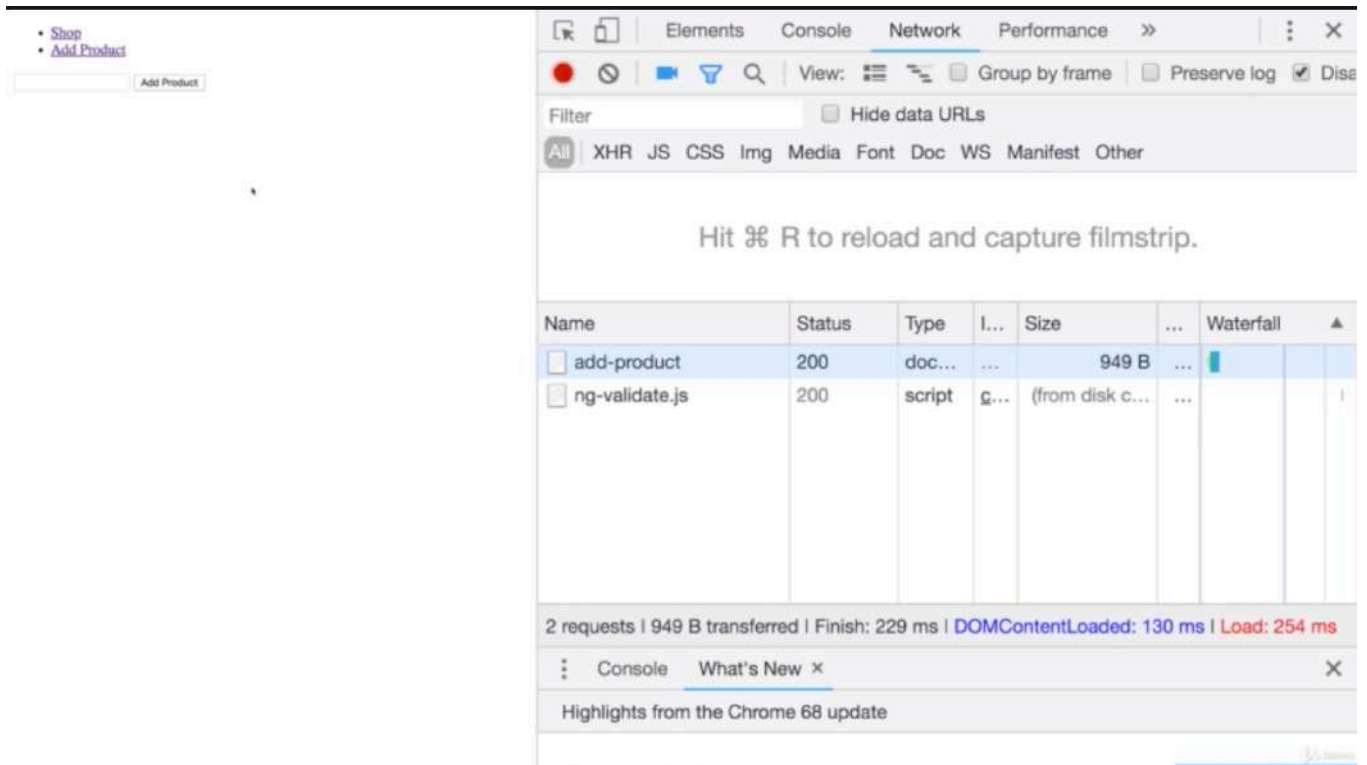 Shop
Add Product
Add Product
Elements Console Network Performance »
View: Group by frame Preserve log Disa
Filter Hide data URLs
All XHR JS CSS Img Media Font Doc WS Manifest Other
Hit ⌘ R to reload and capture filmstrip.
Name Status Type I... Size ... Waterfall
add-product 200 doc... ... 949 B ...
ng-validate.js 200 script c... (from disk c... ...
2 requests | 949 B transferred | Finish: 229 ms | DOMContentLoaded: 130 ms | Load: 254 ms
Console What's New ×
Highlights from the Chrome 68 update